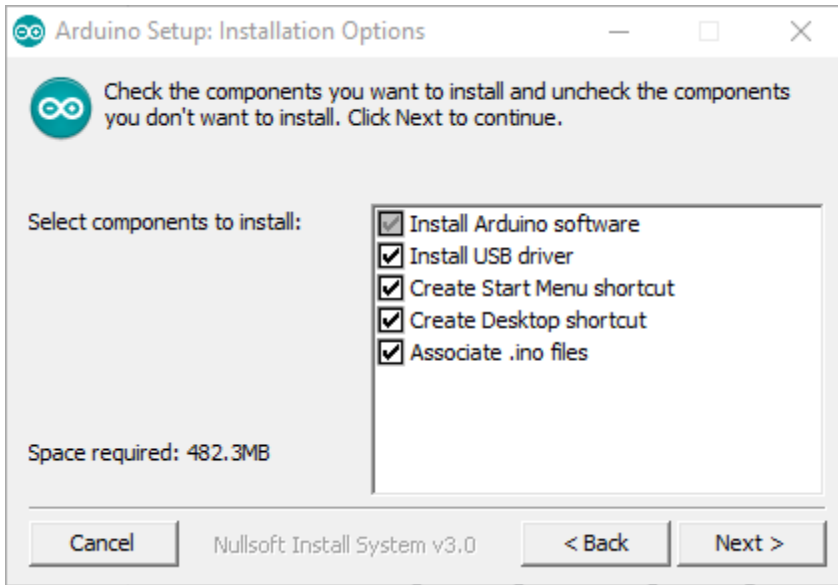 Arduino Setup: Installation Options
Check the components you want to install and uncheck the components
you don't want to install. Click Next to continue.
Select components to install:
Install Arduino software
Install USB driver
Create Start Menu shortcut
Create Desktop shortcut
Associate .ino files
Space required: 482.3MB
Cancel
Nullsoft Install System v3.0
< Back
Next >